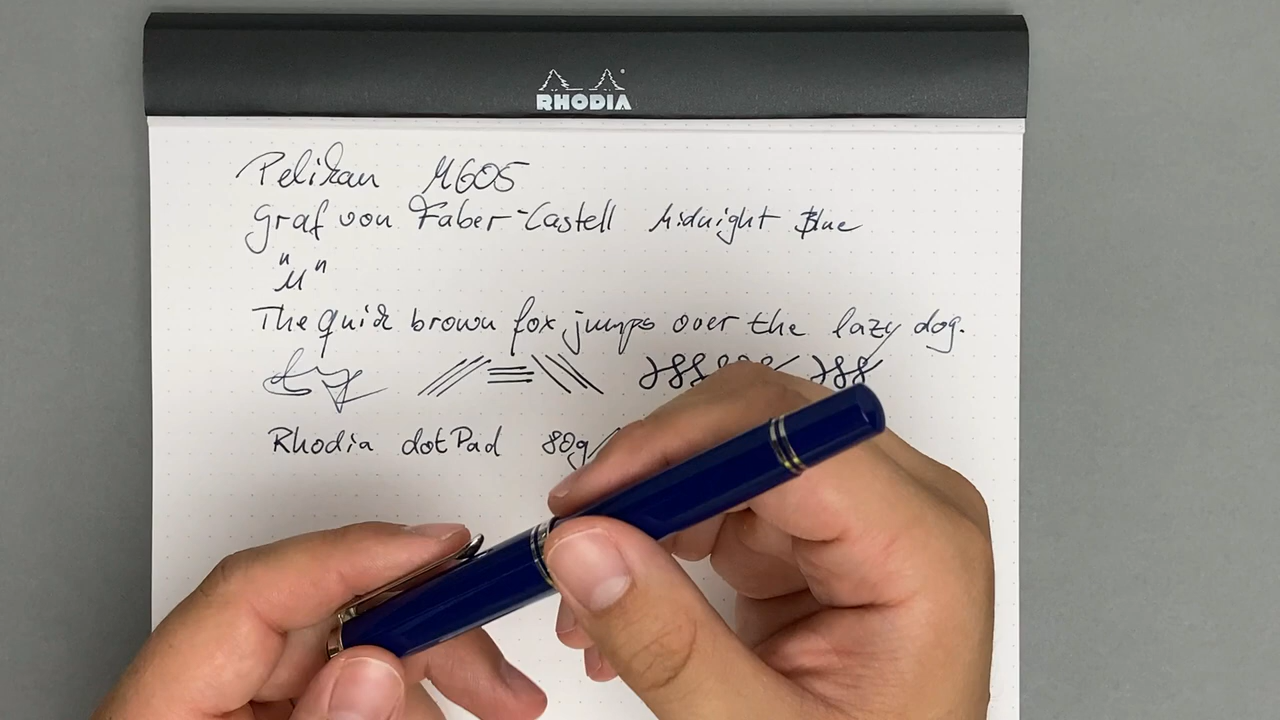 RHODIA
Pelikan M605
Graf von Faber-Castell Midnight Blue
"M"
The quick brown fox jumps over the lazy dog.
Rhodia dotPad 80g/